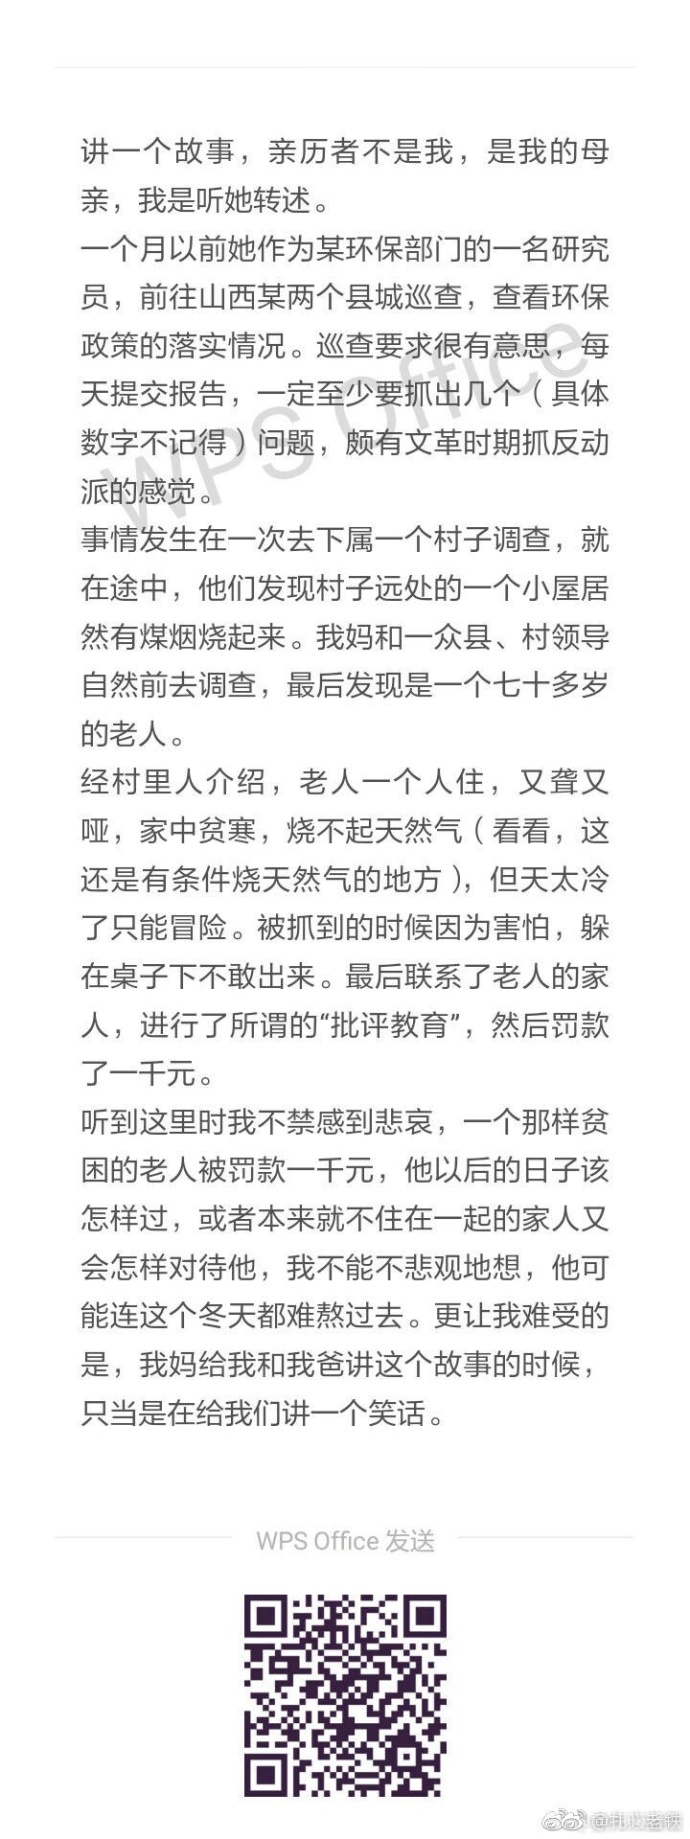 讲一个故事，亲历者不是我，是我的母
亲，我是听她转述。
一个月以前她作为某环保部门的一名研究
员，前往山西某两个县城巡查，查看环保
政策的落实情况。巡查要求很有意思，每
天提交报告，一定至少要抓出几个（具体
数字不记得）问题，颇有文革时期抓反动
派的感觉。
事情发生在一次去下属一个村子调查，就
在途中，他们发现村子远处的一个小屋居
然有煤烟烧起来。我妈和一众县、村领导
自然前去调查，最后发现是一个七十多岁
的老人。
经村里人介绍，老人一个人住，又聋又
哑，家中贫寒，烧不起天然气（看看，这
还是有条件烧天然气的地方），但天太冷
了只能冒险。被抓到的时候因为害怕，躲
在桌子下不敢出来。最后联系了老人的家
人，进行了所谓的“批评教育”，然后罚款
了一千元。
听到这里时我不禁感到悲哀，一个那样贫
困的老人被罚款一千元，他以后的日子该
怎样过，或者本来就不住在一起的家人又
会怎样对待他，我不能不悲观地想，他可
能连这个冬天都难熬过去。更让我难受的
是，我妈给我和我爸讲这个故事的时候，
只当是在给我们讲一个笑话。
WPS Office
WPS Office 发送